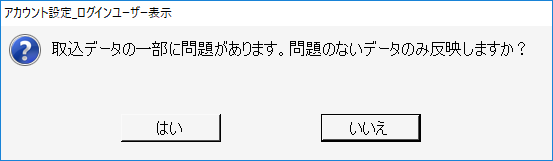 アカウント設定_ログインユーザー表示
取込データの一部に問題があります。問題のないデータのみ反映しますか？
はい
いいえ